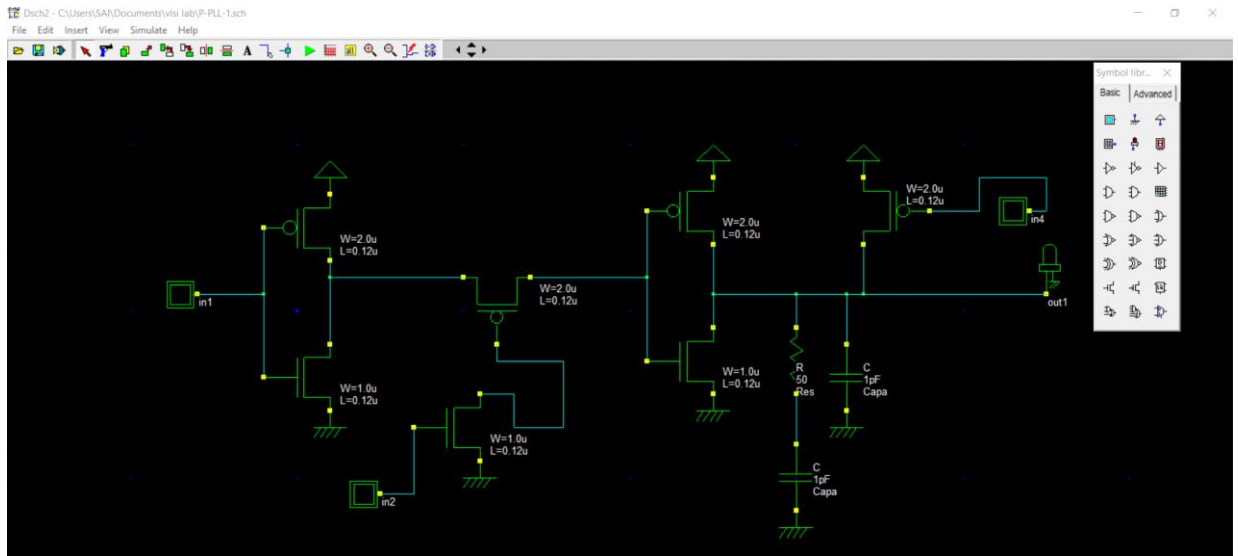 Dsch2 - C:\Users\SAI\Documents\vlsi lab\P-PLL-1.sch
File Edit Insert View Simulate Help
Symbol libr...
Basic Advanced
in1
W=2.0u
L=0.12u
W=1.0u
L=0.12u
W=2.0u
L=0.12u
in2
W=1.0u
L=0.12u
W=2.0u
L=0.12u
W=1.0u
L=0.12u
W=2.0u
L=0.12u
in4
out1
R
50
Res
C
1pF
Capa
C
1pF
Capa